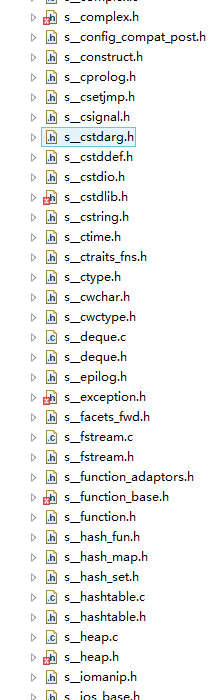 s__complex.h
s__config_compat_post.h
s__construct.h
s__cprolog.h
s__csetjmp.h
s__csignal.h
s__cstdarg.h
s__cstddef.h
s__cstdio.h
s__cstdlib.h
s__cstring.h
s__ctime.h
s__ctraits_fns.h
s__ctype.h
s__cwchar.h
s__cwctype.h
s__deque.c
s__deque.h
s__epilog.h
s__exception.h
s__facets_fwd.h
s__fstream.c
s__fstream.h
s__function_adaptors.h
s__function_base.h
s__function.h
s__hash_fun.h
s__hash_map.h
s__hash_set.h
s__hashtable.c
s__hashtable.h
s__heap.c
s__heap.h
s__iomanip.h
s__ios_base.h